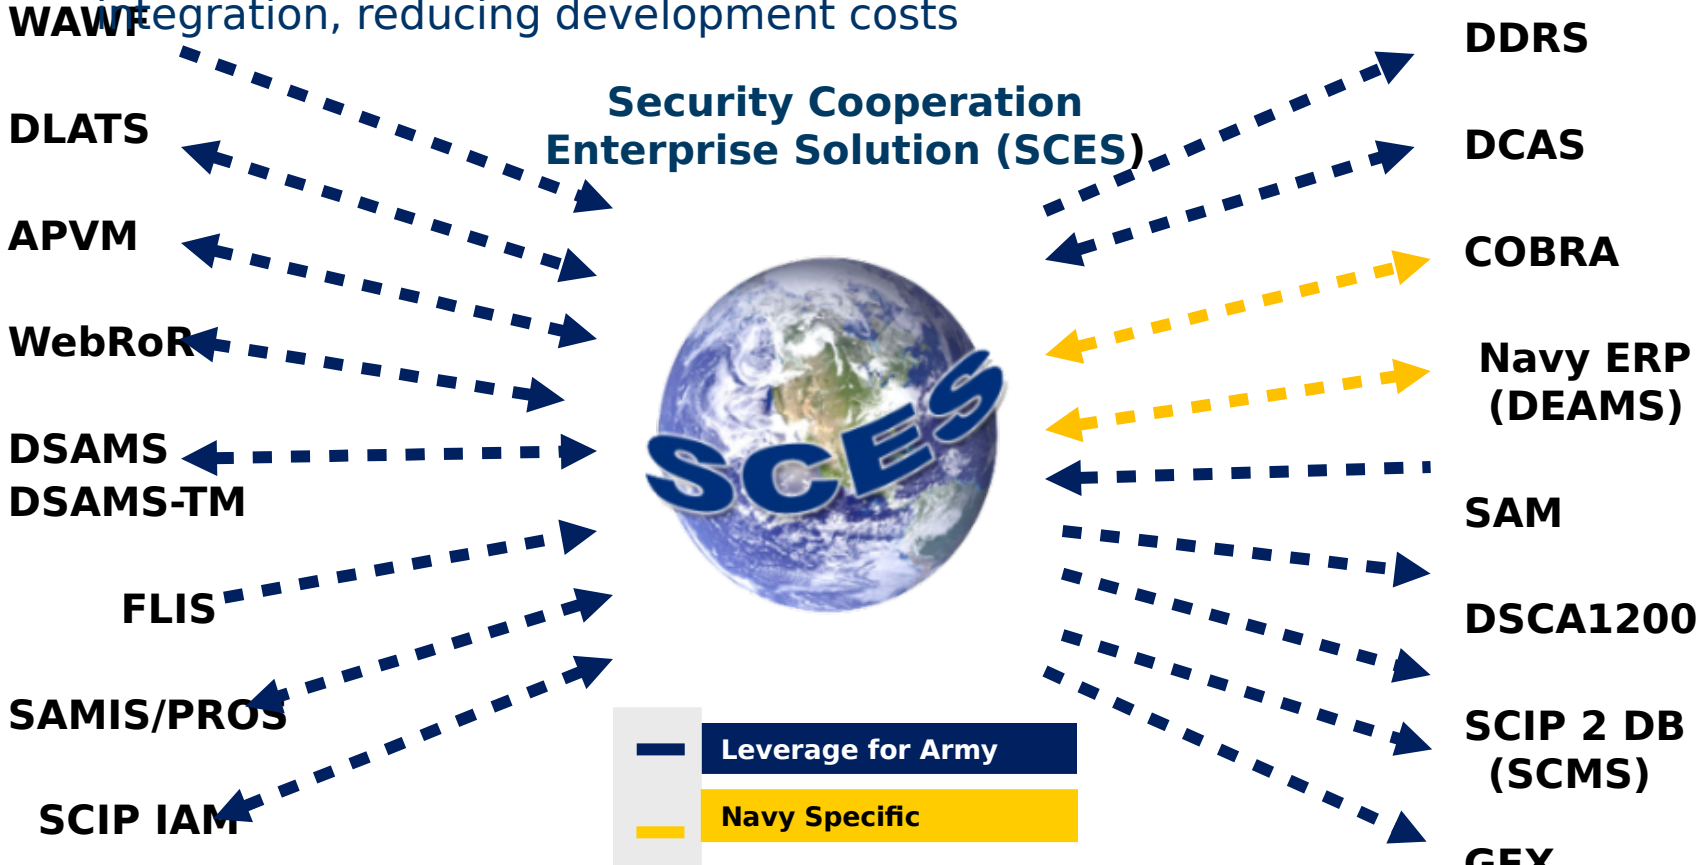 integration, reducing development costs
WAWF
DLATS
APVM
WebRoR
DSAMS
DSAMS-TM
FLIS
SAMIS/PROS
SCIP IAM
Security Cooperation
Enterprise Solution (SCES)
SCES
Leverage for Army
Navy Specific
DDRS
DCAS
COBRA
Navy ERP
(DEAMS)
SAM
DSCA1200
SCIP 2 DB
(SCMS)
GEX